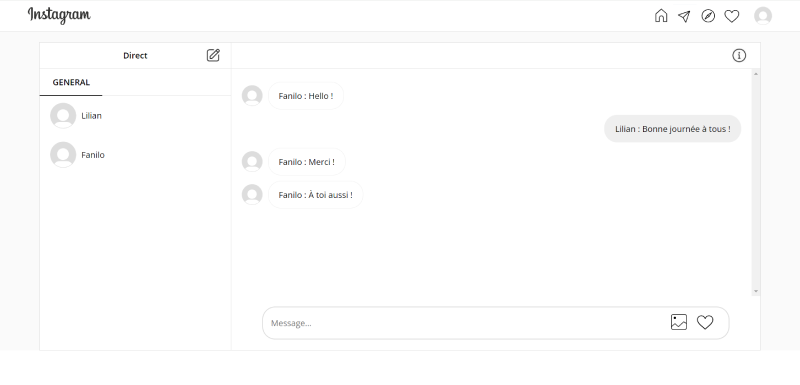 Instagram
Direct
GENERAL
Lilian
Fanilo
Fanilo : Hello !
Lilian : Bonne journée à tous !
Fanilo : Merci !
Fanilo : À toi aussi !
Message...